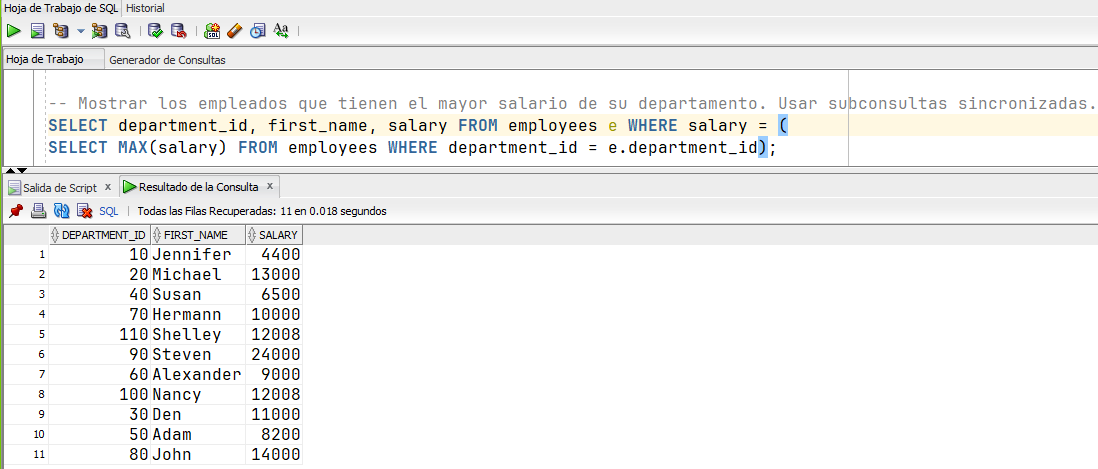 Hoja de Trabajo de SQL Historial
Hoja de Trabajo Generador de Consultas
-- Mostrar los empleados que tienen el mayor salario de su departamento. Usar subconsultas sincronizadas.
SELECT department_id, first_name, salary FROM employees e WHERE salary = (
SELECT MAX(salary) FROM employees WHERE department_id = e.department_id);
Salida de Script x Resultado de la Consulta x
SQL | Todas las Filas Recuperadas: 11 en 0.018 segundos
DEPARTMENT_ID FIRST_NAME SALARY
1 10 Jennifer 4400
2 20 Michael 13000
3 40 Susan 6500
4 70 Hermann 10000
5 110 Shelley 12008
6 90 Steven 24000
7 60 Alexander 9000
8 100 Nancy 12008
9 30 Den 11000
10 50 Adam 8200
11 80 John 14000